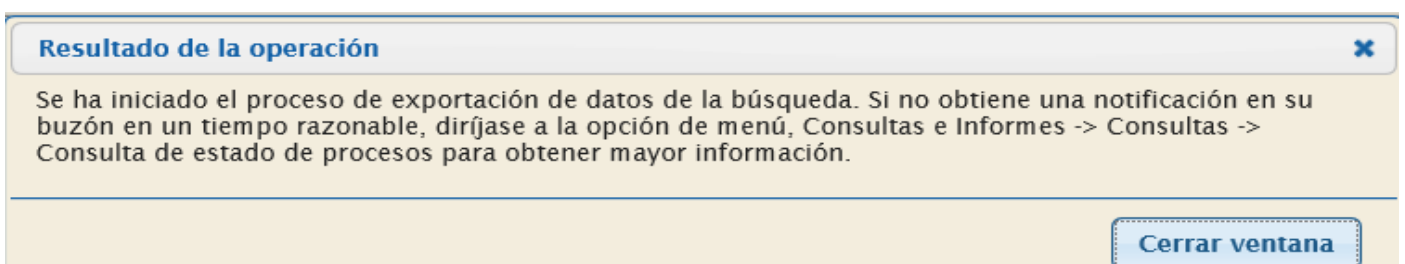 Resultado de la operación
Se ha iniciado el proceso de exportación de datos de la búsqueda. Si no obtiene una notificación en su
buzón en un tiempo razonable, diríjase a la opción de menú, Consultas e Informes -> Consultas ->
Consulta de estado de procesos para obtener mayor información.
Cerrar ventana